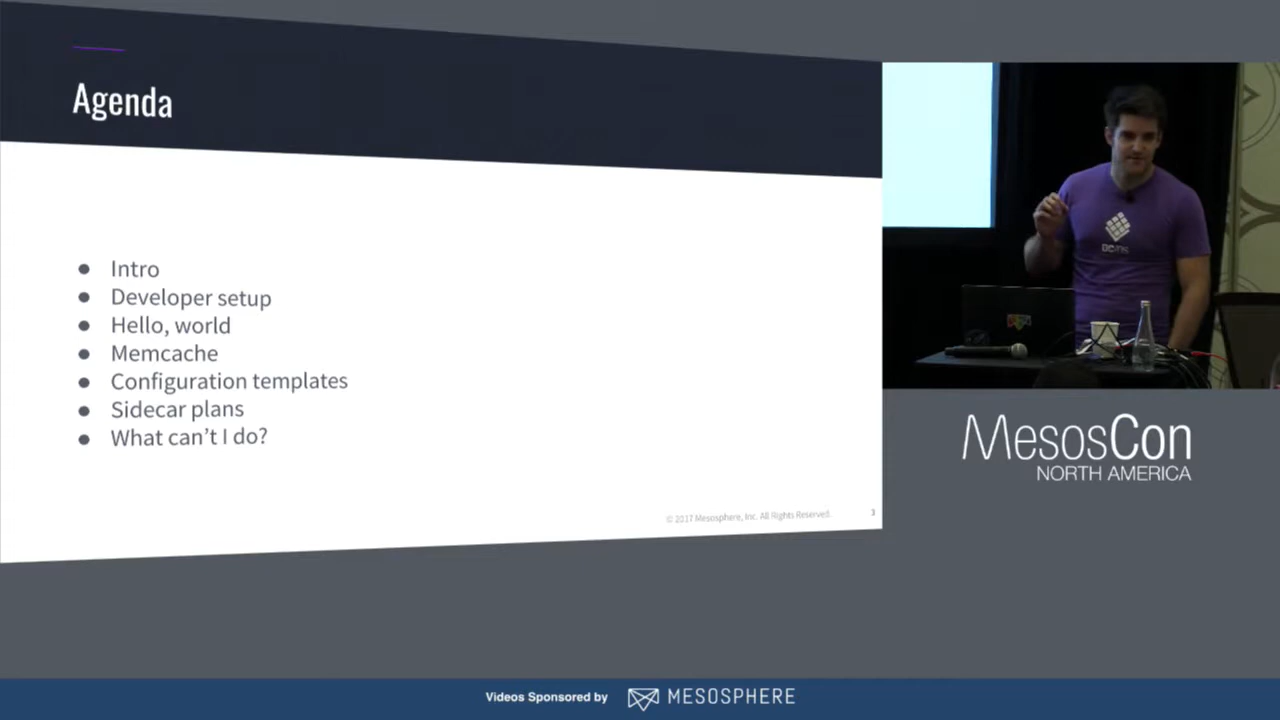 Agenda
● Intro
● Developer setup
● Hello, world
● Memcache
● Configuration templates
● Sidecar plans
● What can't I do?
© 2017 Mesosphere, Inc. All Rights Reserved.
3
MesosCon
NORTH AMERICA
Videos Sponsored by MESOSPHERE